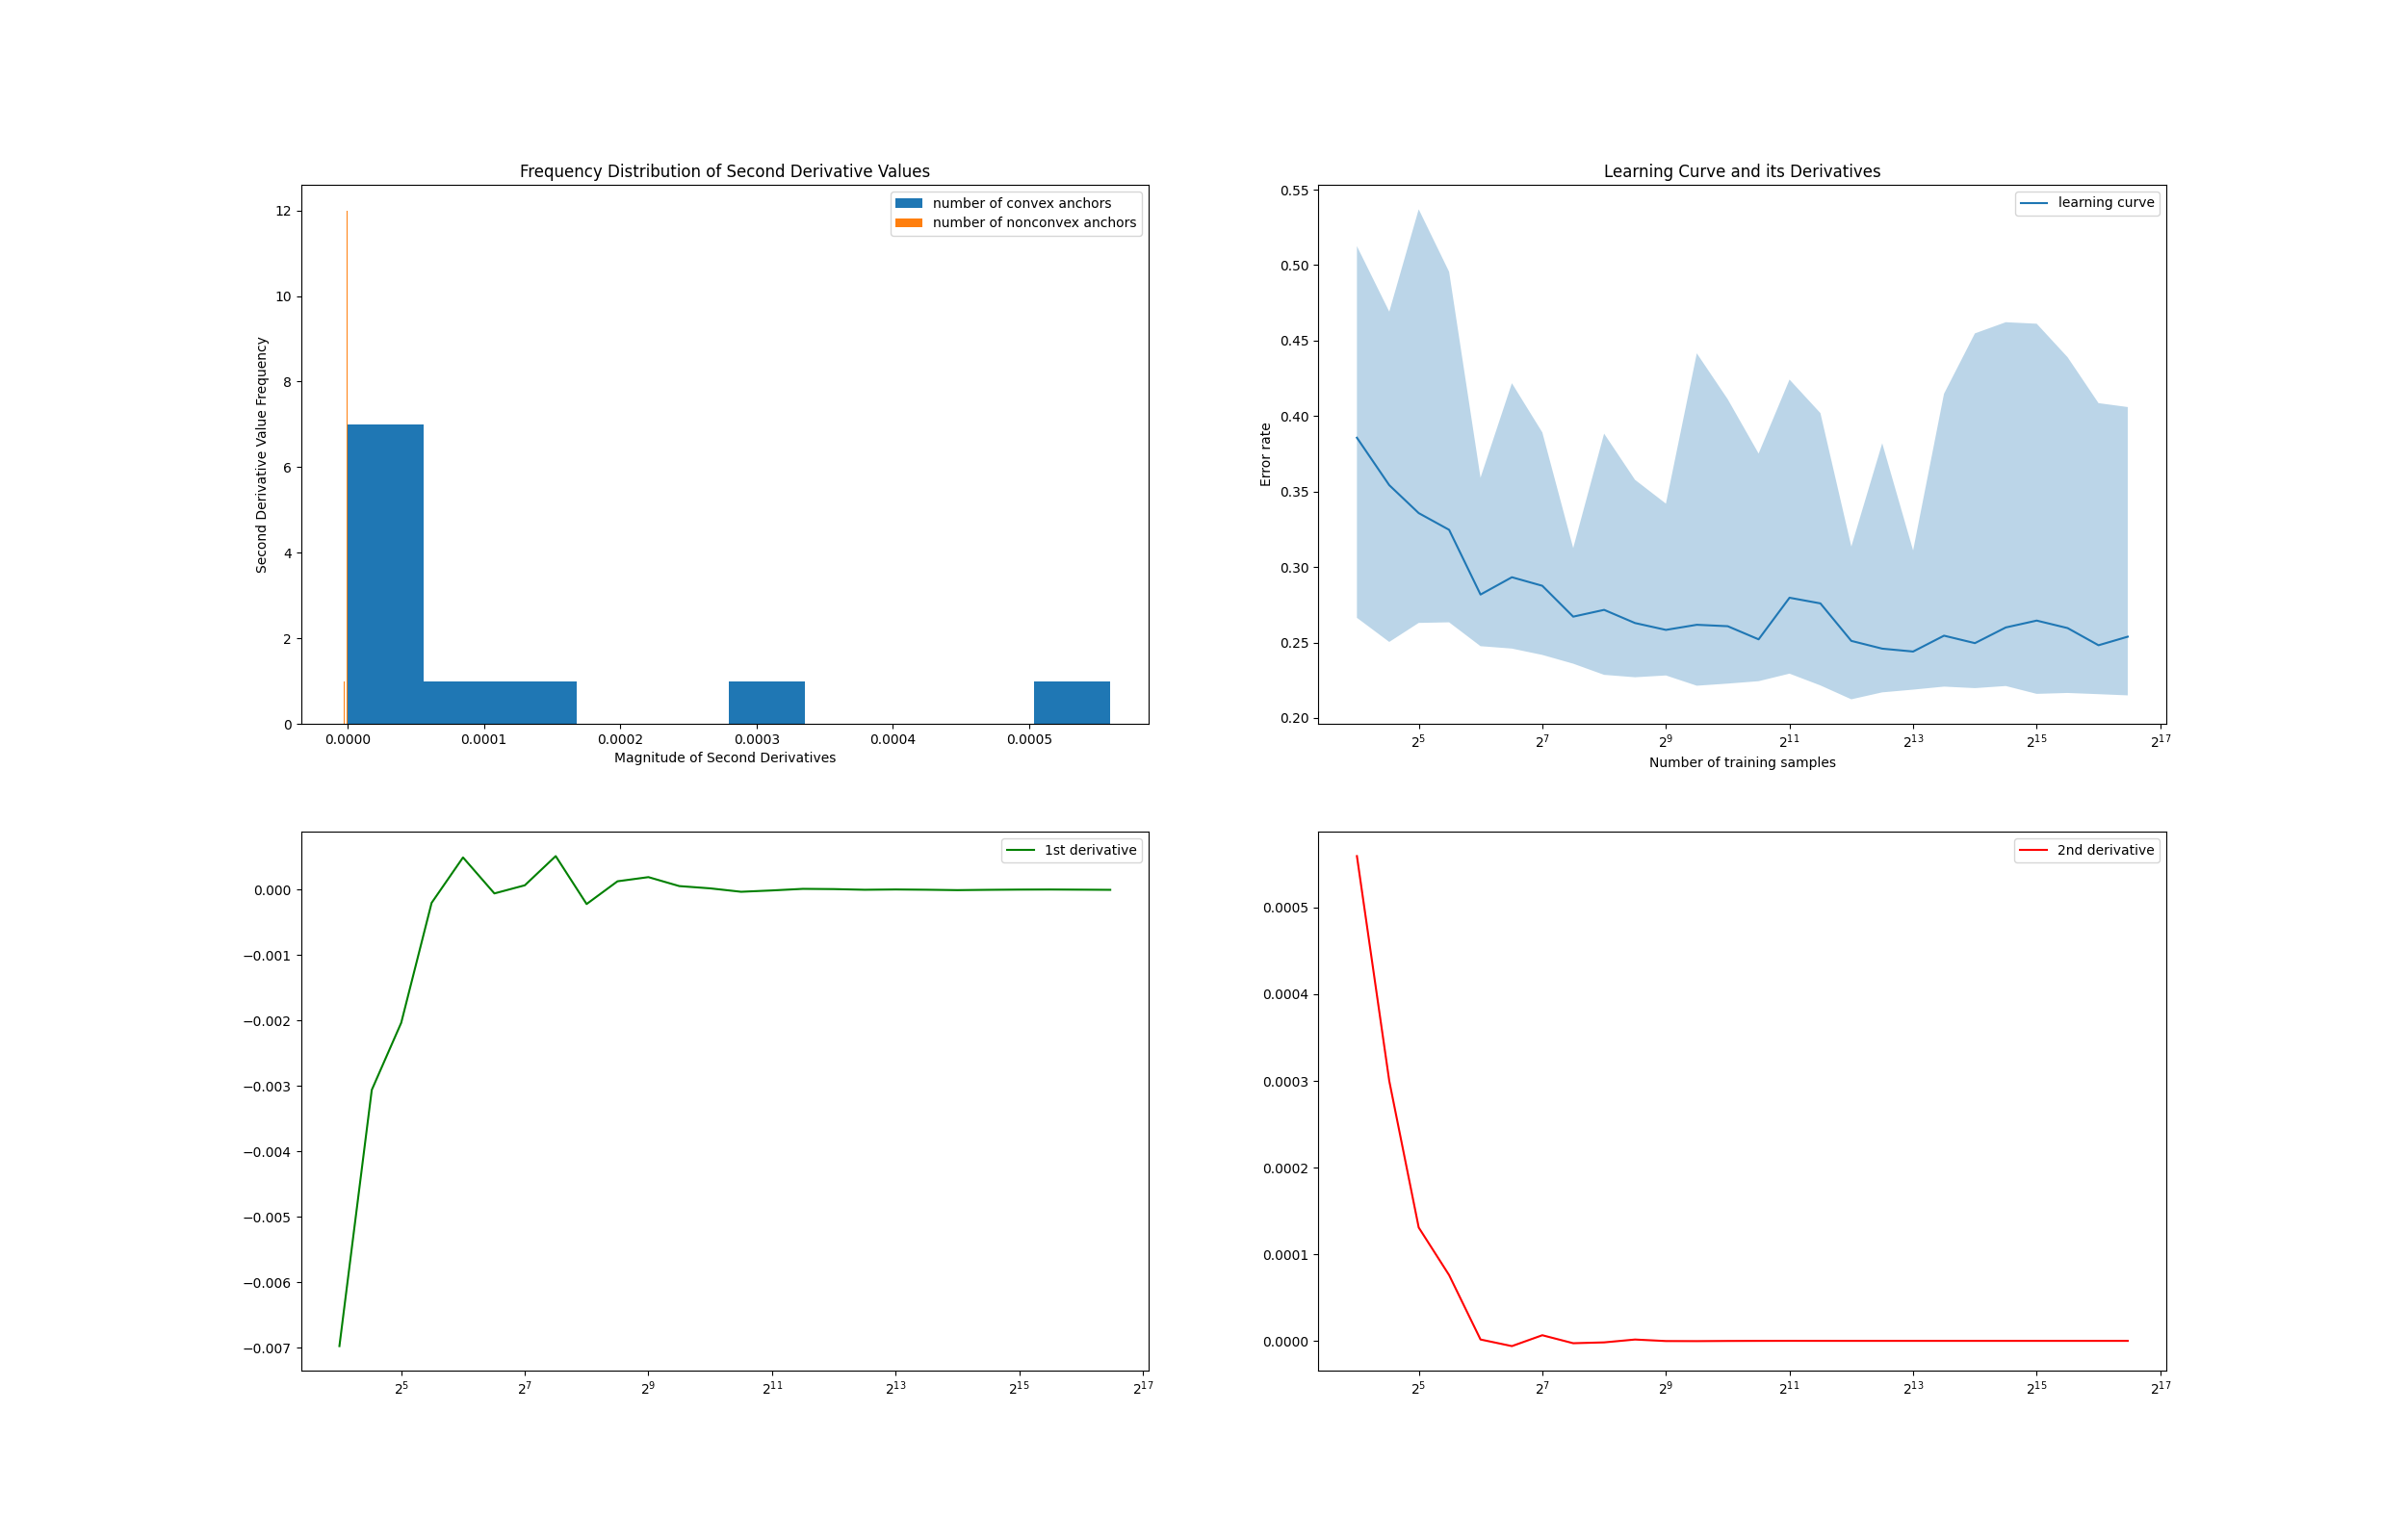 Frequency Distribution of Second Derivative Values
number of convex anchors
number of nonconvex anchors
Second Derivative Value Frequency
12
10
8
6
4
2
0
0.0000 0.0001 0.0002 0.0003 0.0004 0.0005
Magnitude of Second Derivatives
Learning Curve and its Derivatives
learning curve
Error rate
0.55
0.50
0.45
0.40
0.35
0.30
0.25
0.20
2^5 2^7 2^9 2^11 2^13 2^15 2^17
Number of training samples
1st derivative
0.000
−0.001
−0.002
−0.003
−0.004
−0.005
−0.006
−0.007
2^5 2^7 2^9 2^11 2^13 2^15 2^17
2nd derivative
0.0005
0.0004
0.0003
0.0002
0.0001
0.0000
2^5 2^7 2^9 2^11 2^13 2^15 2^17